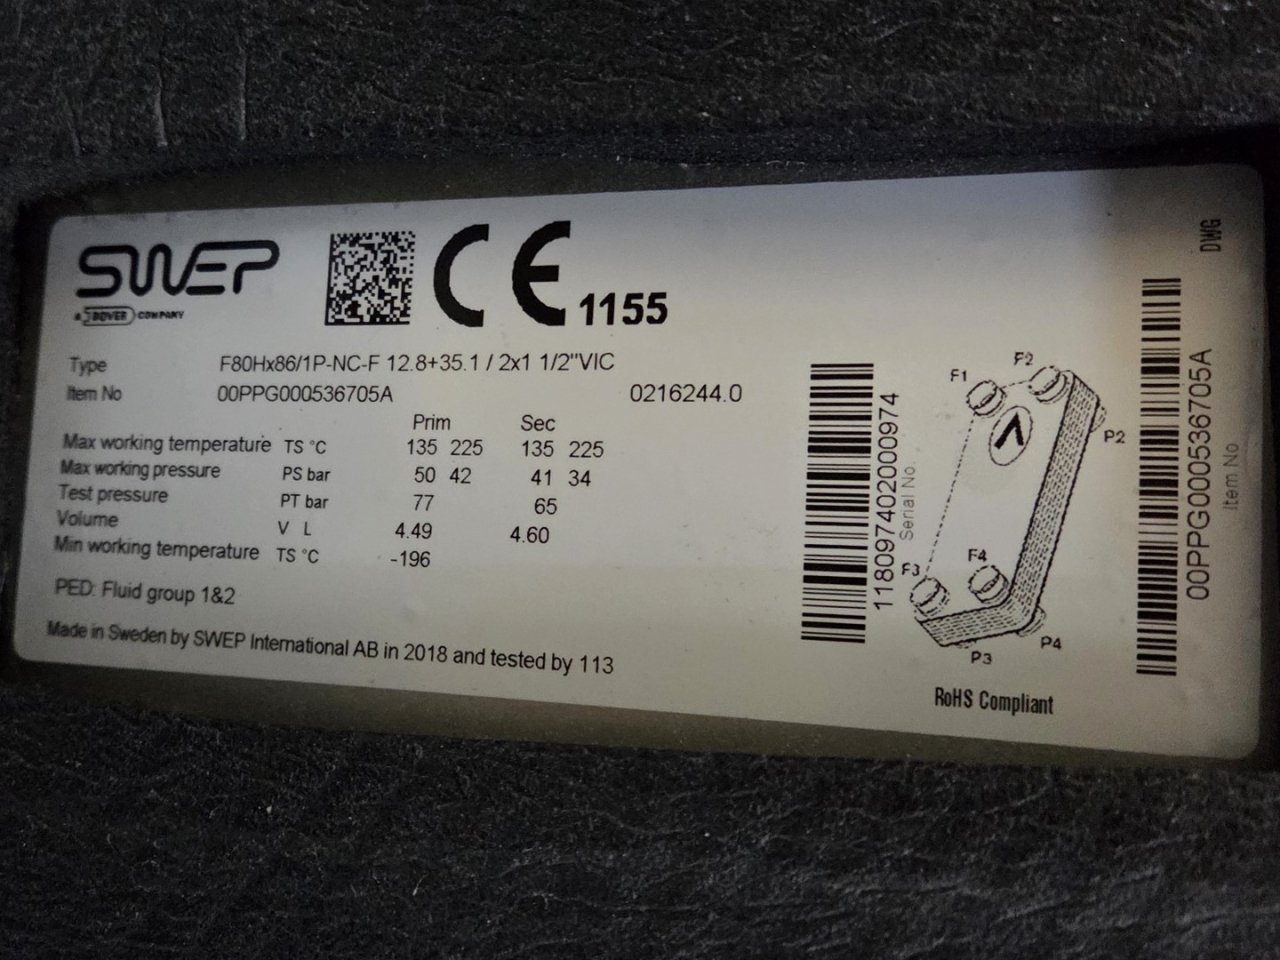 SWEP
A DOVER COMPANY
CE 1155
Type F80Hx86/1P-NC-F 12.8+35.1 / 2x1 1/2"VIC
Item No 00PPG000536705A 0216244.0
Prim Sec
Max working temperature TS °C 135 225 135 225
Max working pressure PS bar 50 42 41 34
Test pressure PT bar 77 65
Volume V L 4.49 4.60
Min working temperature TS °C -196
PED: Fluid group 1&2
Made in Sweden by SWEP International AB in 2018 and tested by 113
118097402000974
Serial No.
F1
F2
P2
F3
F4
P3
P4
RoHS Compliant
DWG
00PPG000536705A
Item No